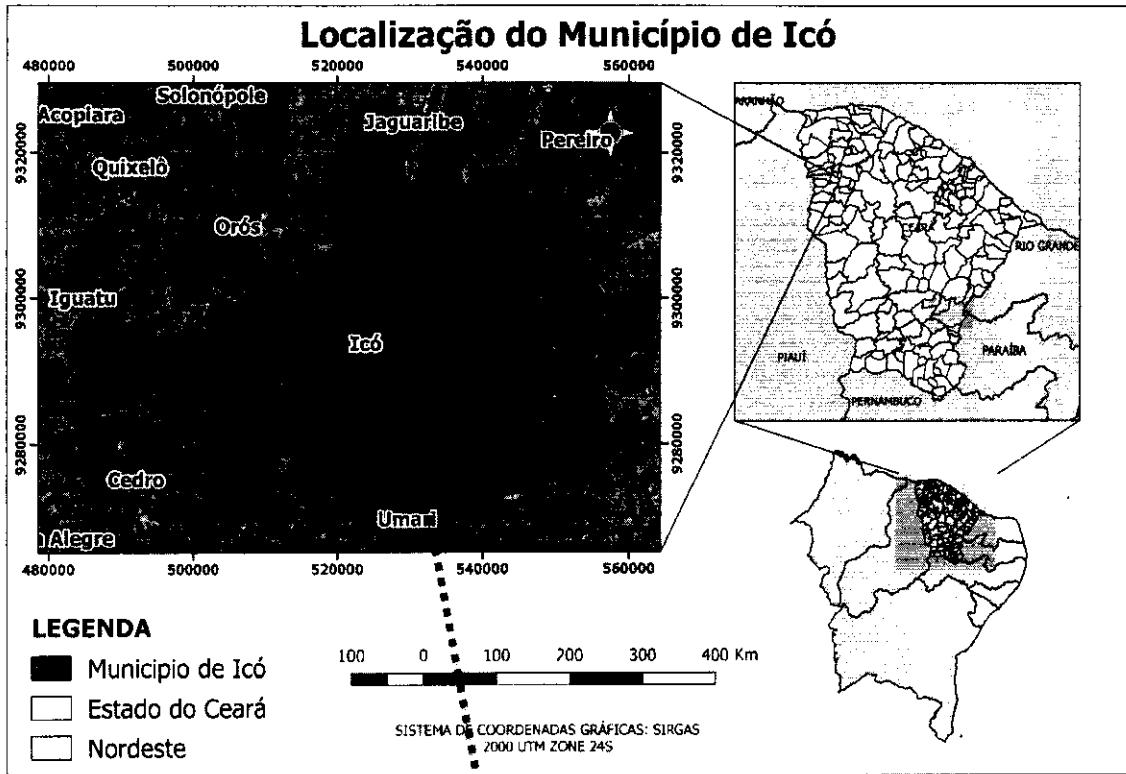 Localização do Município de Icó
480000 500000 520000 540000 560000
Solonópole
Acopiara
Jaguaribe
Pereiro
Quixelô
Orós
Iguatu
Icó
Cedro
Umari
Alegre
9320000
9300000
9280000
9320000
9300000
9280000
480000 500000 520000 540000 560000
RIO GRANDE
PIAUÍ
PARAÍBA
PERNAMBUCO
LEGENDA
Municipio de Icó
Estado do Ceará
Nordeste
100 0 100 200 300 400 Km
SISTEMA DE COORDENADAS GRÁFICAS: SIRGAS
2000 UTM ZONE 24S